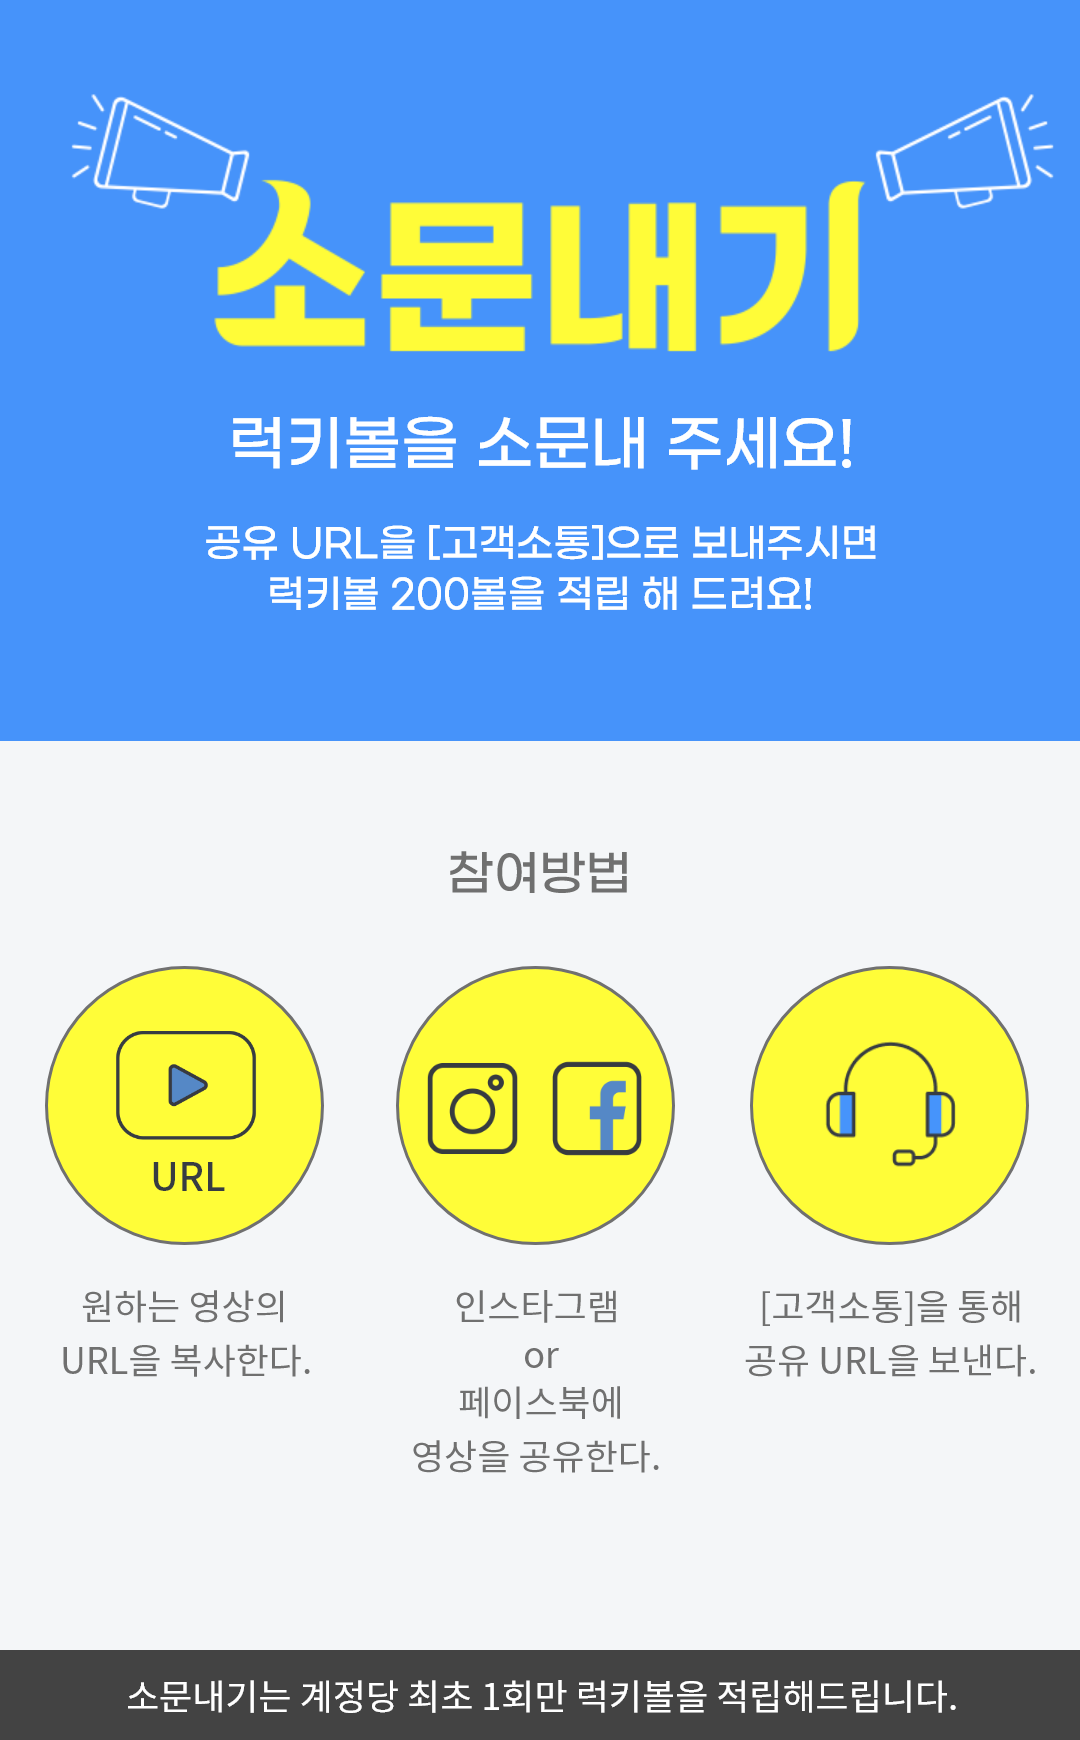 소문내기
럭키볼을 소문내 주세요!
공유 URL을 [고객소통]으로 보내주시면
럭키볼 200볼을 적립 해 드려요!
참여방법
URL
원하는 영상의
URL을 복사한다.
인스타그램
or
페이스북에
영상을 공유한다.
[고객소통]을 통해
공유 URL을 보낸다.
소문내기는 계정당 최초 1회만 럭키볼을 적립해드립니다.